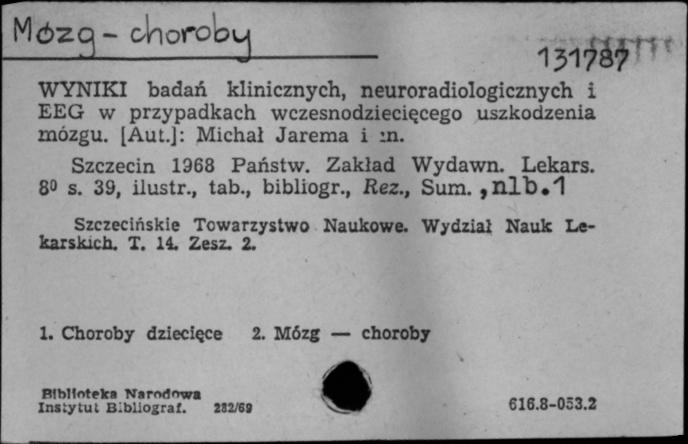 Mózg - choroby
131787
WYNIKI badań klinicznych, neuroradiologicznych i
EEG w przypadkach wczesnodziecięcego uszkodzenia
mózgu. [Aut.]: Michał Jarema i in.
Szczecin 1968 Państw. Zakład Wydawn. Lekars.
8⁰ s. 39, ilustr., tab., bibliogr., Rez., Sum. ,nlb.1
Szczecińskie Towarzystwo Naukowe. Wydział Nauk Le-
karskich. T. 14. Zesz. 2.
1. Choroby dziecięce 2. Mózg — choroby
Biblioteka Narodowa
Instytut Bibliograf. 232/69
616.8-053.2